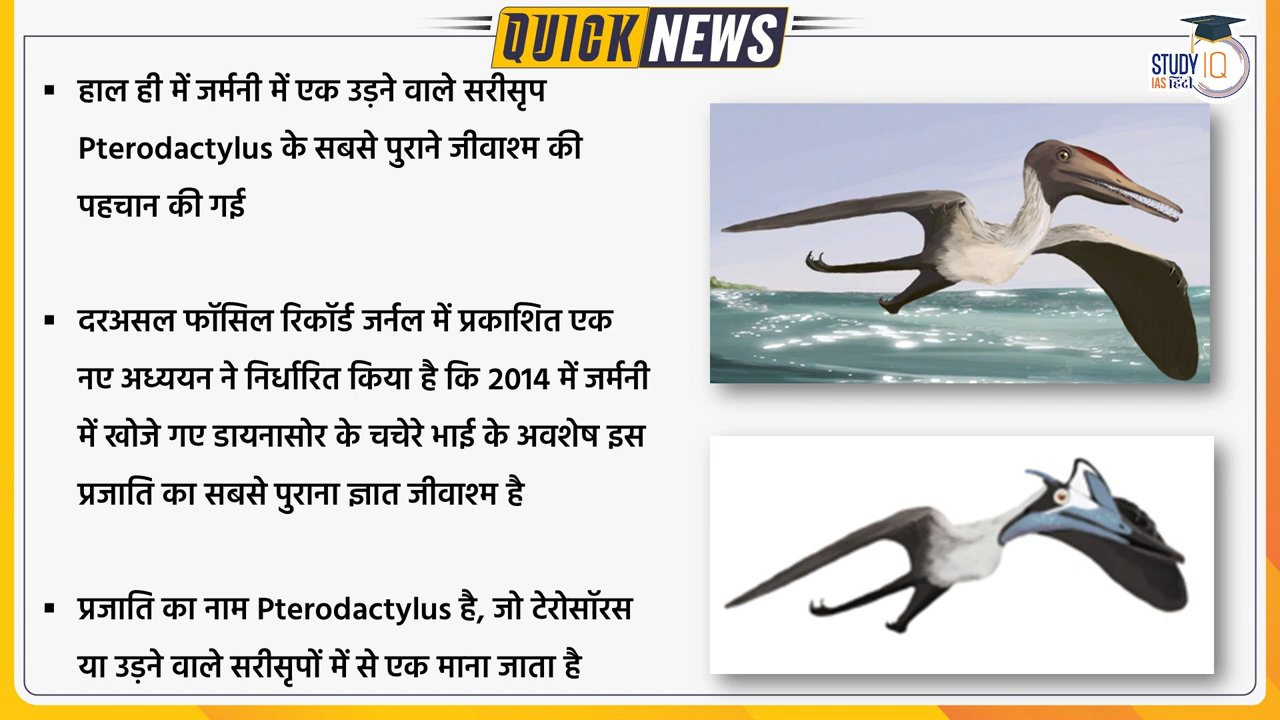 QUICK NEWS
STUDY IQ
IAS हिंदी
▪ हाल ही में जर्मनी में एक उड़ने वाले सरीसृप
Pterodactylus के सबसे पुराने जीवाश्म की
पहचान की गई
▪ दरअसल फॉसिल रिकॉर्ड जर्नल में प्रकाशित एक
नए अध्ययन ने निर्धारित किया है कि 2014 में जर्मनी
में खोजे गए डायनासोर के चचेरे भाई के अवशेष इस
प्रजाति का सबसे पुराना ज्ञात जीवाश्म है
▪ प्रजाति का नाम Pterodactylus है, जो टेरोसॉरस
या उड़ने वाले सरीसृपों में से एक माना जाता है